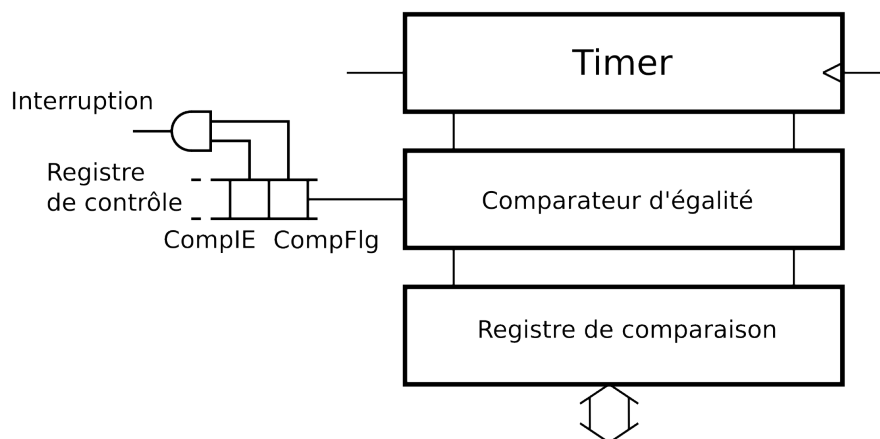 Timer
Interruption
Registre
de contrôle
Comparateur d'égalité
CompIE CompFlg
Registre de comparaison